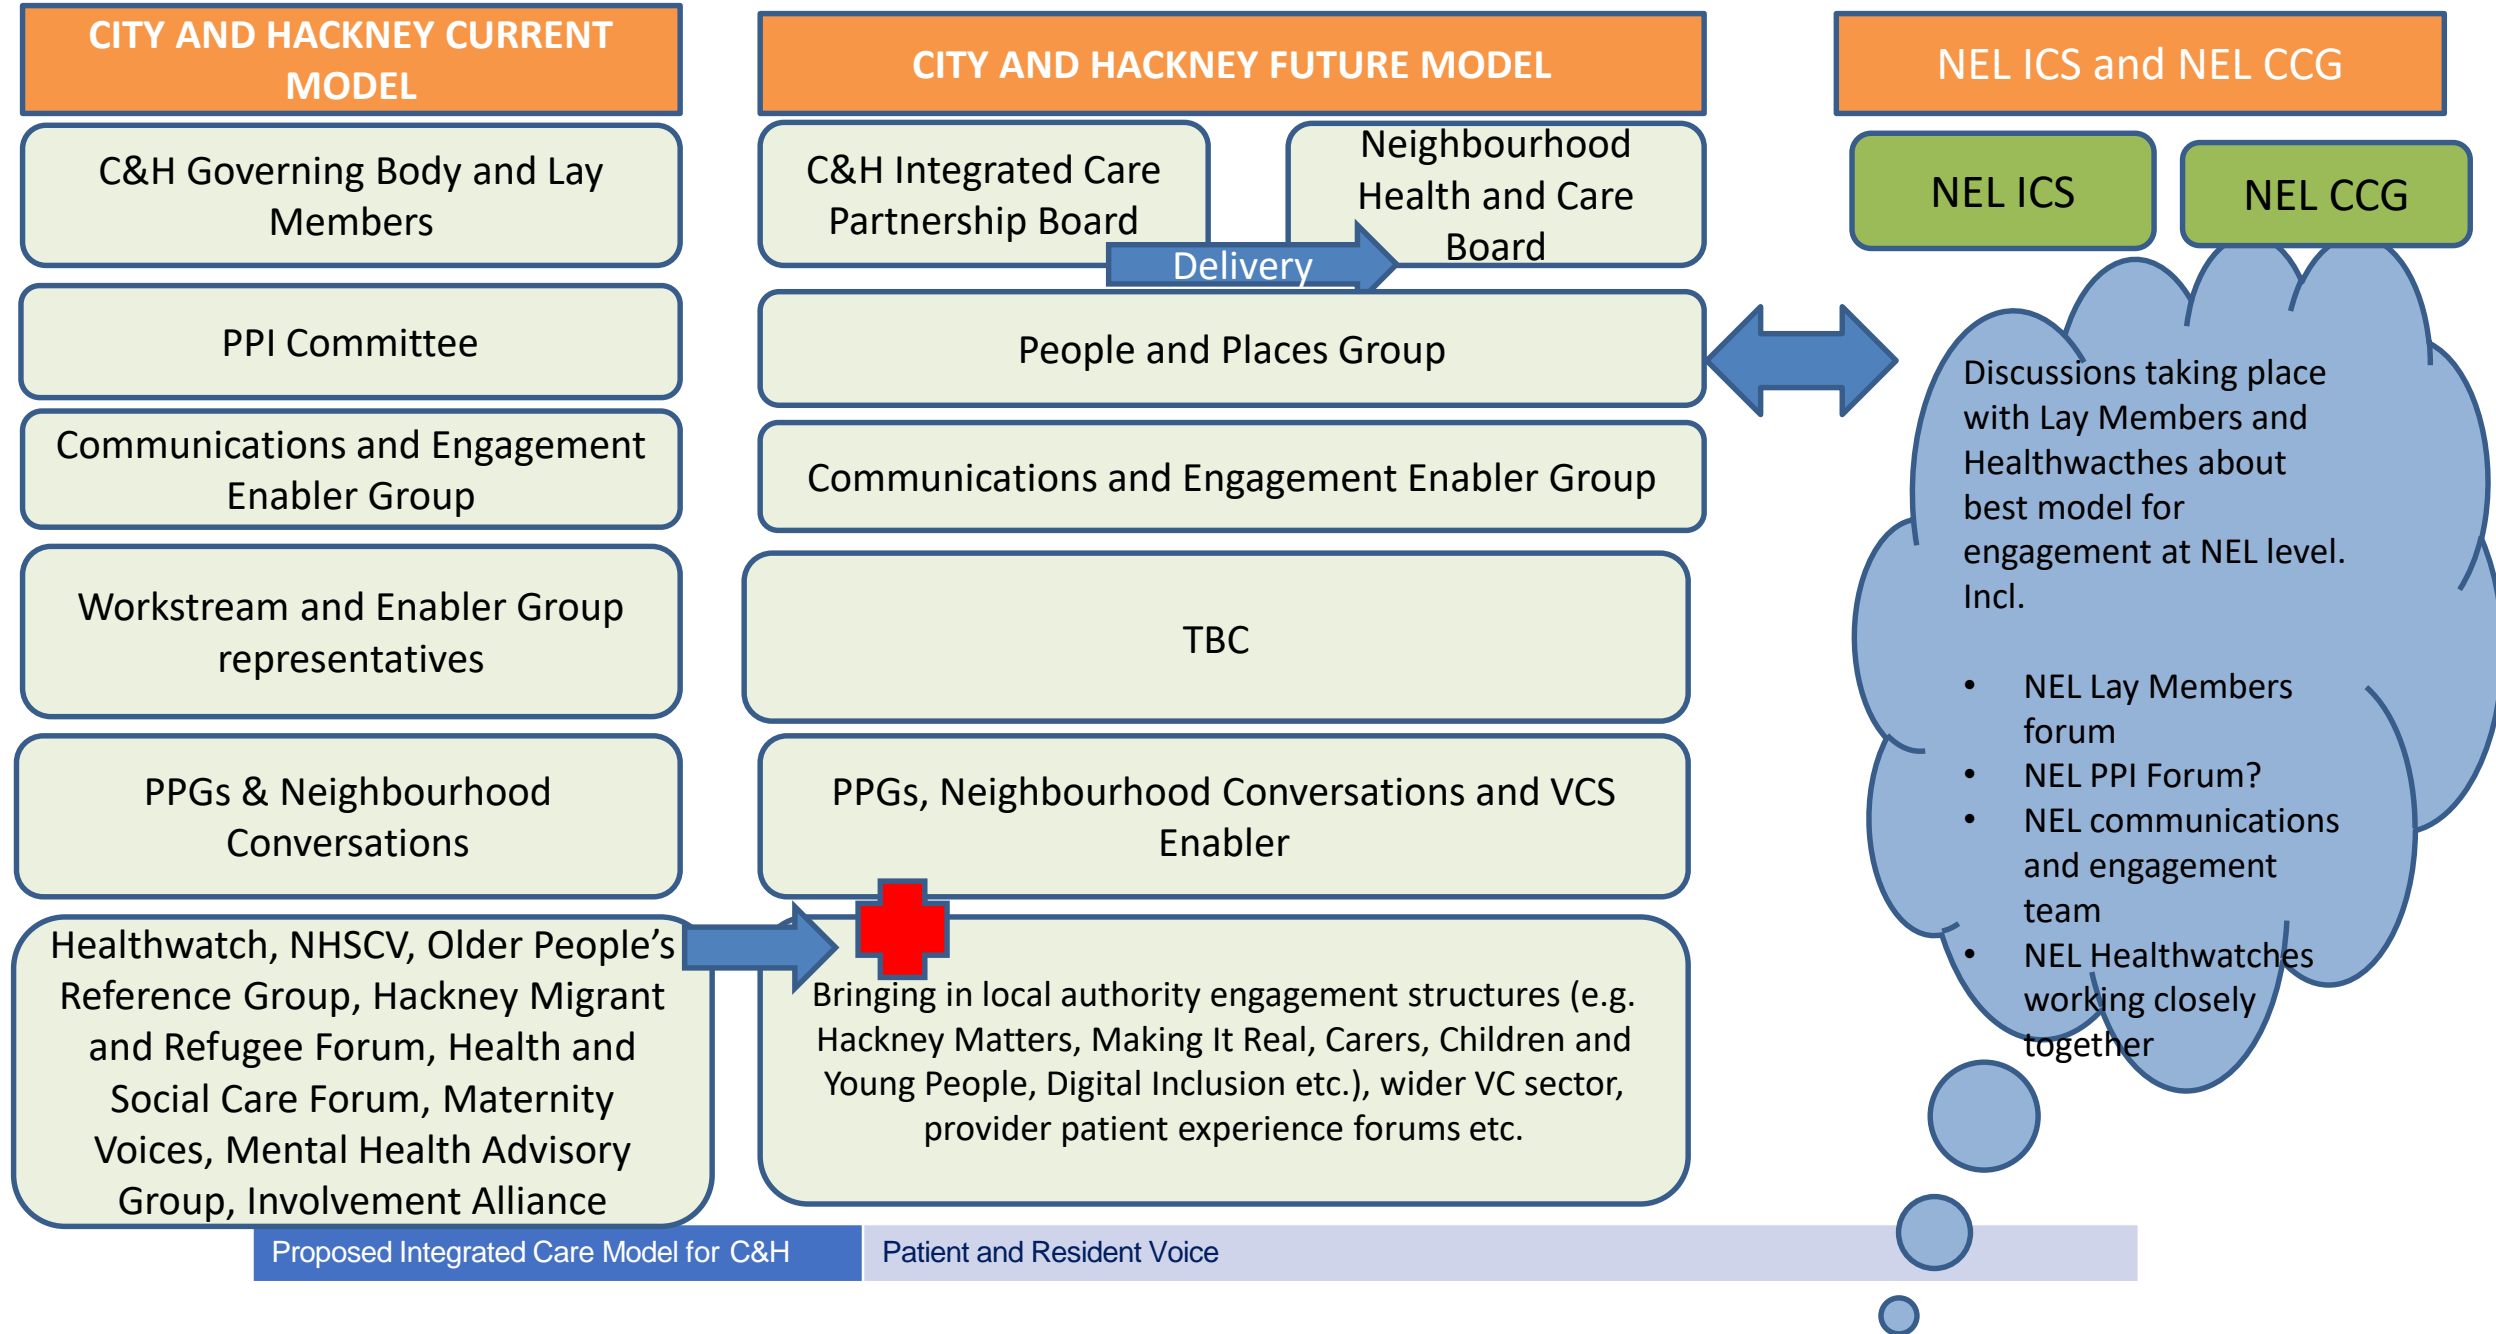 CITY AND HACKNEY CURRENT
MODEL
C&H Governing Body and Lay
Members
PPI Committee
Communications and Engagement
Enabler Group
Workstream and Enabler Group
representatives
PPGs & Neighbourhood
Conversations
Healthwatch, NHSCV, Older People’s
Reference Group, Hackney Migrant
and Refugee Forum, Health and
Social Care Forum, Maternity
Voices, Mental Health Advisory
Group, Involvement Alliance
CITY AND HACKNEY FUTURE MODEL
C&H Integrated Care
Partnership Board
Neighbourhood
Health and Care
Board
Delivery
People and Places Group
Communications and Engagement Enabler Group
TBC
PPGs, Neighbourhood Conversations and VCS
Enabler
Bringing in local authority engagement structures (e.g.
Hackney Matters, Making It Real, Carers, Children and
Young People, Digital Inclusion etc.), wider VC sector,
provider patient experience forums etc.
NEL ICS and NEL CCG
NEL ICS
NEL CCG
Discussions taking place
with Lay Members and
Healthwacthes about
best model for
engagement at NEL level.
Incl.
• NEL Lay Members
forum
• NEL PPI Forum?
• NEL communications
and engagement
team
• NEL Healthwatches
working closely
together
Proposed Integrated Care Model for C&H
Patient and Resident Voice